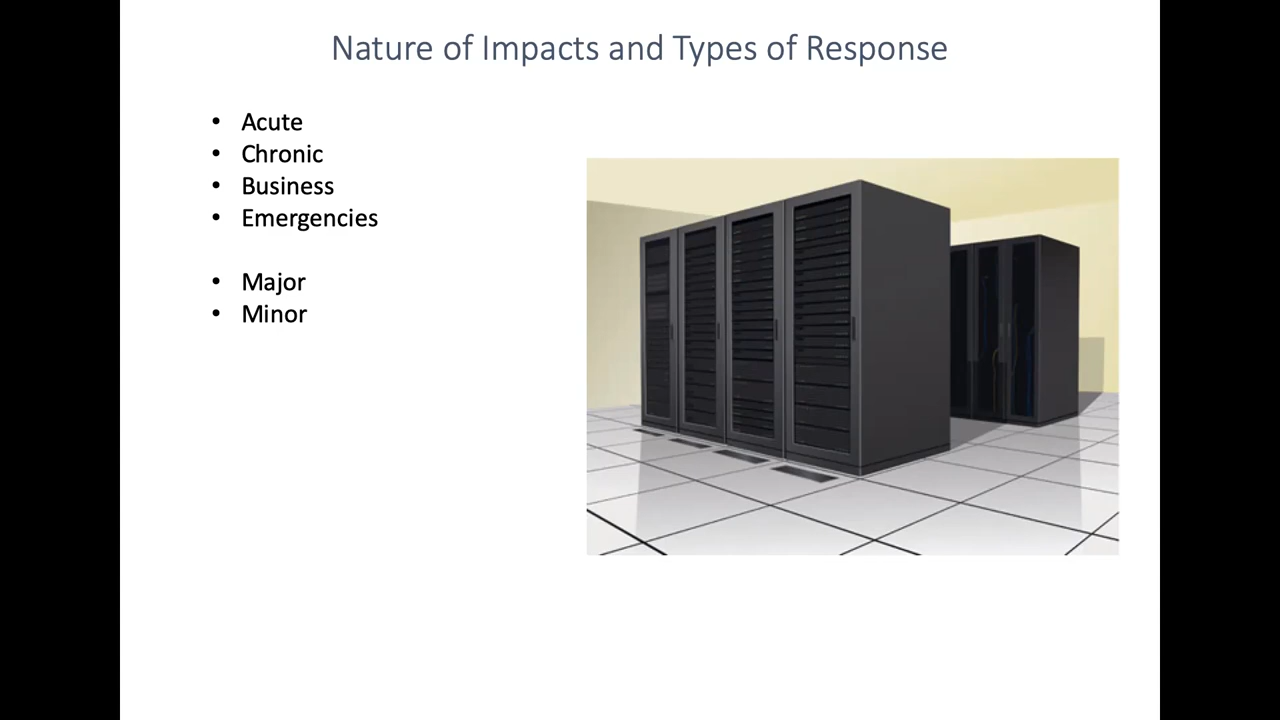 Nature of Impacts and Types of Response
• Acute
• Chronic
• Business
• Emergencies
• Major
• Minor